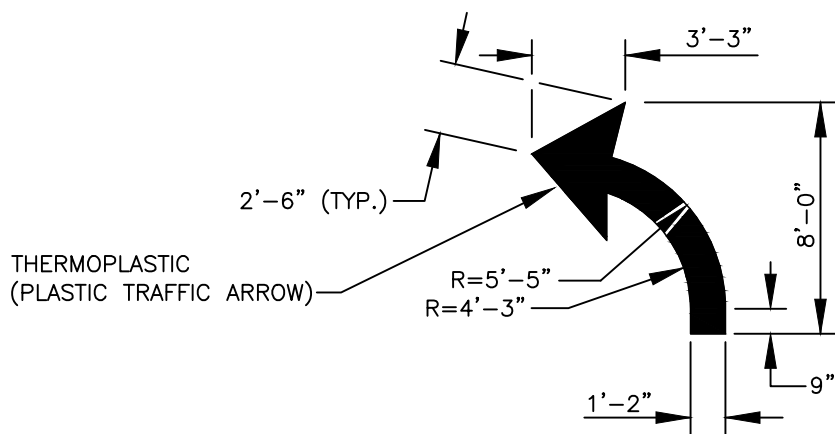 3'-3"
2'-6" (TYP.)
8'-0"
THERMOPLASTIC
(PLASTIC TRAFFIC ARROW)
R=5'-5"
R=4'-3"
9"
1'-2"